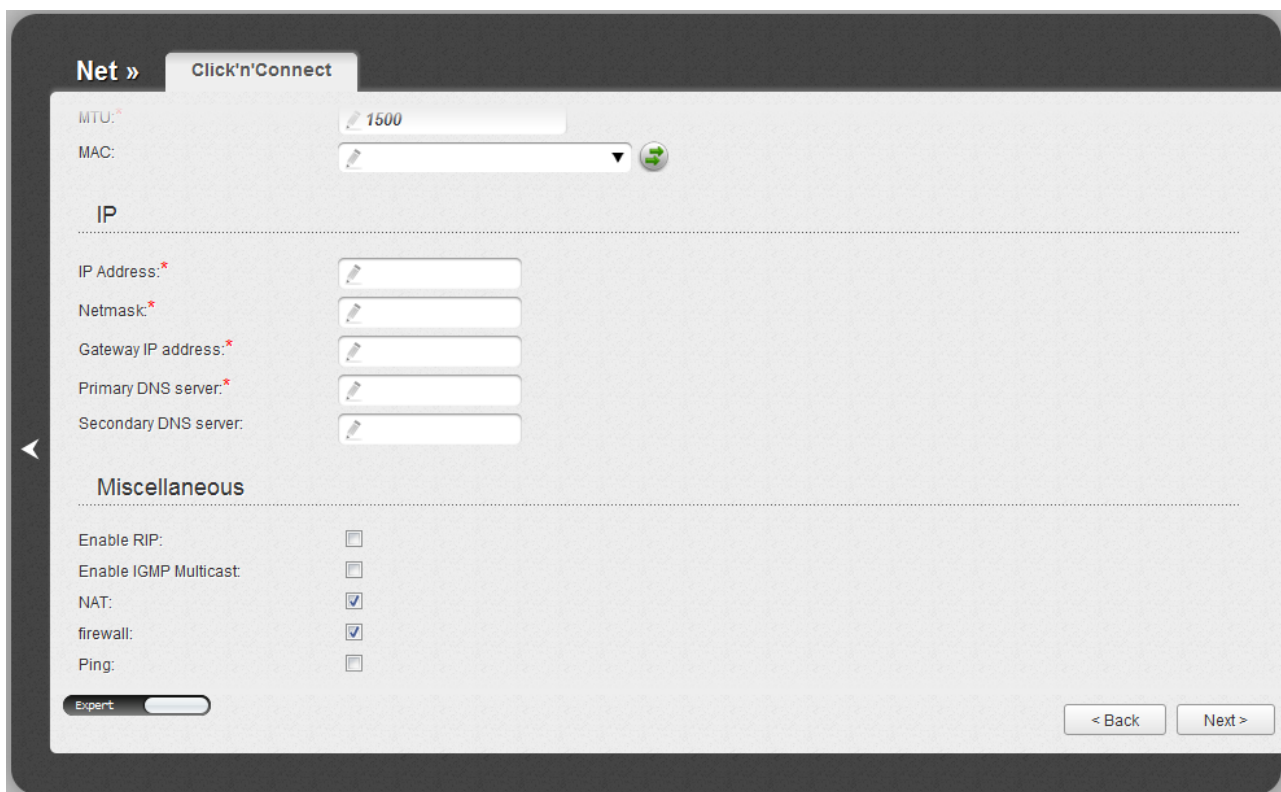 Net » Click'n'Connect
MTU:* 1500
MAC:
IP
IP Address:*
Netmask:*
Gateway IP address:*
Primary DNS server:*
Secondary DNS server:
Miscellaneous
Enable RIP:
Enable IGMP Multicast:
NAT:
firewall:
Ping:
Expert
< Back Next >